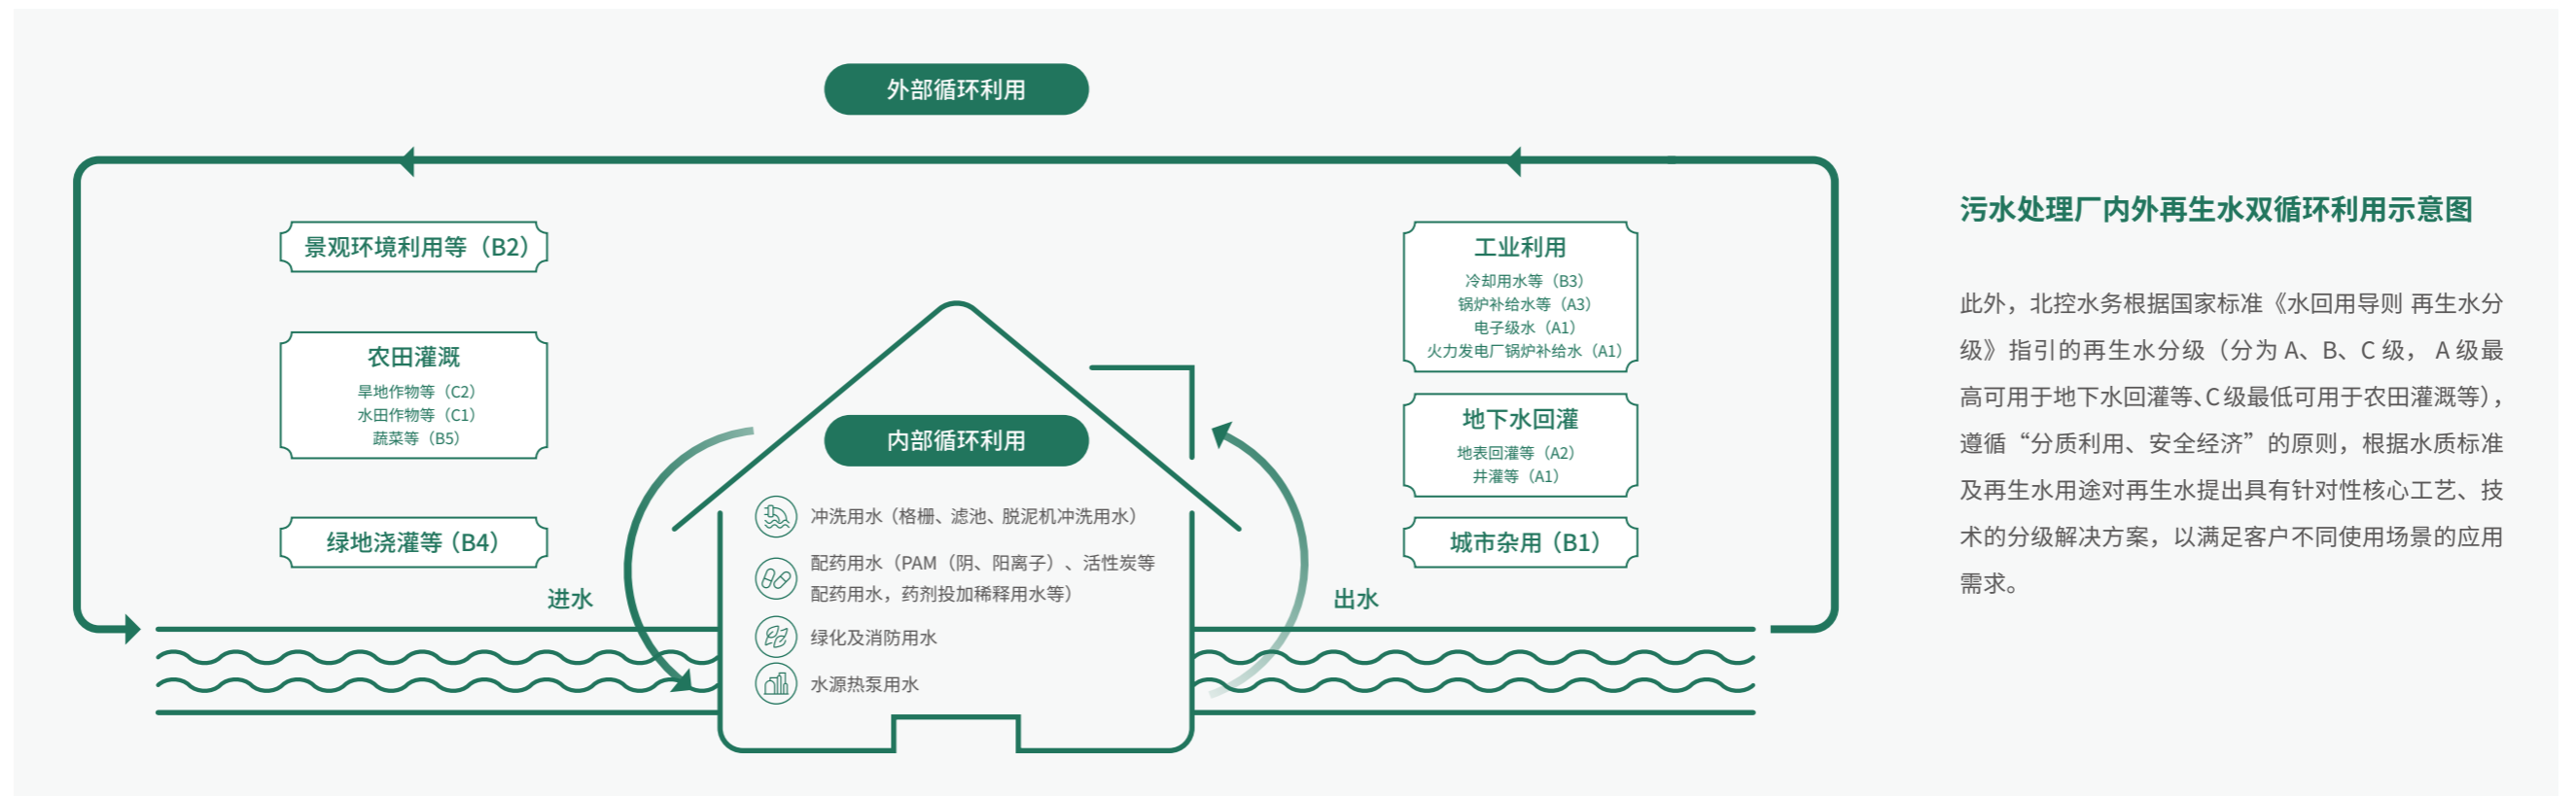 外部循环利用
景观环境利用等（B2）
农田灌溉
旱地作物等（C2）
水田作物等（C1）
蔬菜等（B5）
绿地浇灌等（B4）
进水
内部循环利用
冲洗用水（格栅、滤池、脱泥机冲洗用水）
配药用水（PAM（阴、阳离子）、活性炭等
配药用水，药剂投加稀释用水等）
绿化及消防用水
水源热泵用水
工业利用
冷却用水等（B3）
锅炉补给水等（A3）
电子级水（A1）
火力发电厂锅炉补给水（A1）
地下水回灌
地表回灌等（A2）
井灌等（A1）
城市杂用（B1）
出水
污水处理厂内外再生水双循环利用示意图
此外，北控水务根据国家标准《水回用导则 再生水分
级》指引的再生水分级（分为 A、B、C 级， A 级最
高可用于地下水回灌等、C 级最低可用于农田灌溉等），
遵循“分质利用、安全经济”的原则，根据水质标准
及再生水用途对再生水提出具有针对性核心工艺、技
术的分级解决方案，以满足客户不同使用场景的应用
需求。